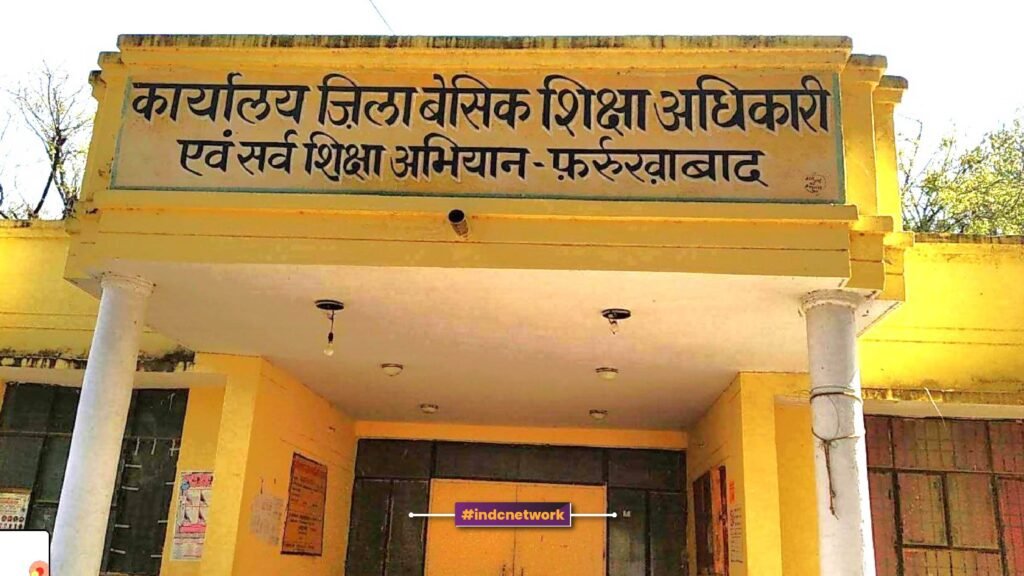 कार्यालय ज़िला बेसिक शिक्षा अधिकारी
एवं सर्व शिक्षा अभियान - फ़र्रुख़ाबाद
#indcnetwork